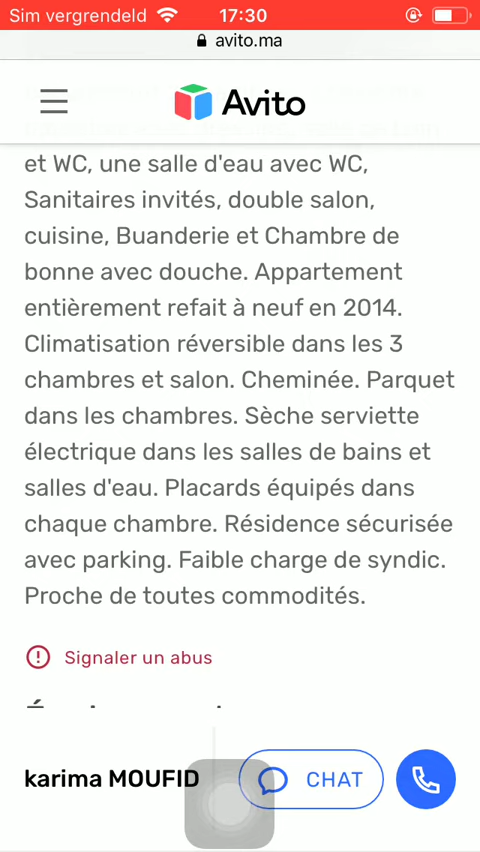 Sim vergrendeld 17:30
avito.ma
Avito
et WC, une salle d'eau avec WC,
Sanitaires invités, double salon,
cuisine, Buanderie et Chambre de
bonne avec douche. Appartement
entièrement refait à neuf en 2014.
Climatisation réversible dans les 3
chambres et salon. Cheminée. Parquet
dans les chambres. Sèche serviette
électrique dans les salles de bains et
salles d'eau. Placards équipés dans
chaque chambre. Résidence sécurisée
avec parking. Faible charge de syndic.
Proche de toutes commodités.
Signaler un abus
karima MOUFID
CHAT